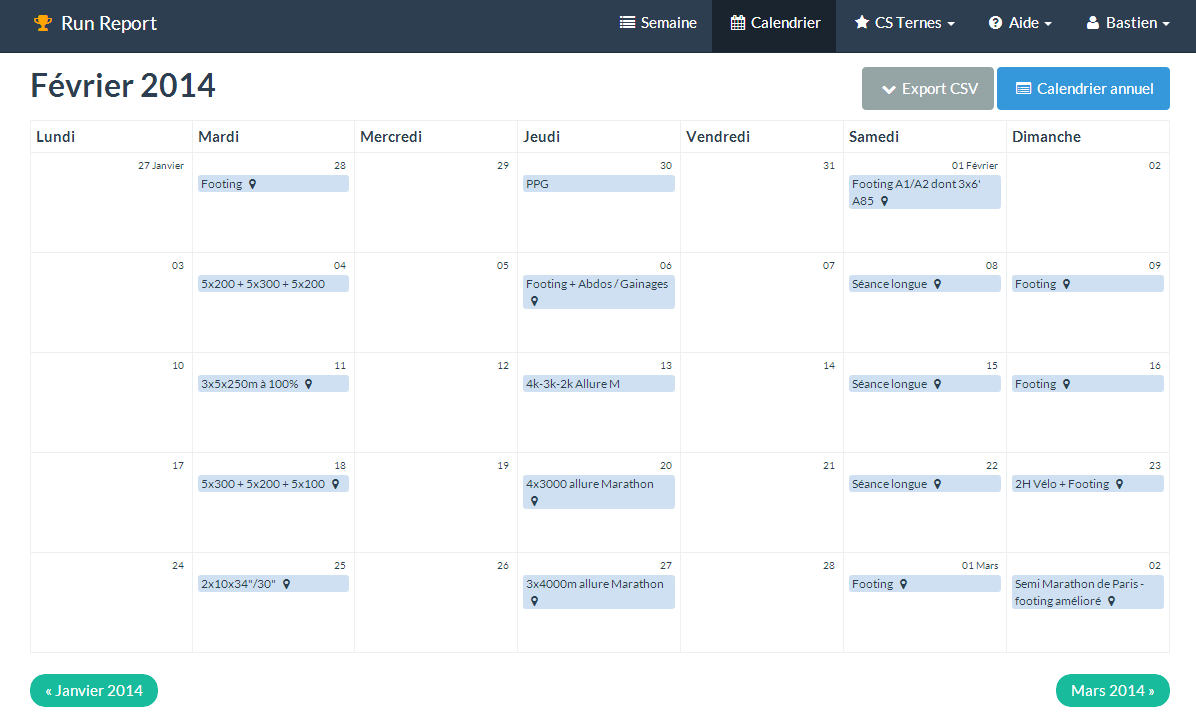 Run Report
Semaine
Calendrier
CS Ternes
Aide
Bastien
Février 2014
Export CSV
Calendrier annuel
Lundi
Mardi
Mercredi
Jeudi
Vendredi
Samedi
Dimanche
27 Janvier
28
Footing
29
30
PPG
31
01 Février
Footing A1/A2 dont 3x6'
A85
02
03
04
5x200 + 5x300 + 5x200
05
06
Footing + Abdos / Gainages
07
08
Séance longue
09
Footing
10
11
3x5x250m à 100%
12
13
4k-3k-2k Allure M
14
15
Séance longue
16
Footing
17
18
5x300 + 5x200 + 5x100
19
20
4x3000 allure Marathon
21
22
Séance longue
23
2H Vélo + Footing
24
25
2x10x34"/30"
26
27
3x4000m allure Marathon
28
01 Mars
Footing
02
Semi Marathon de Paris -
footing amélioré
« Janvier 2014
Mars 2014 »